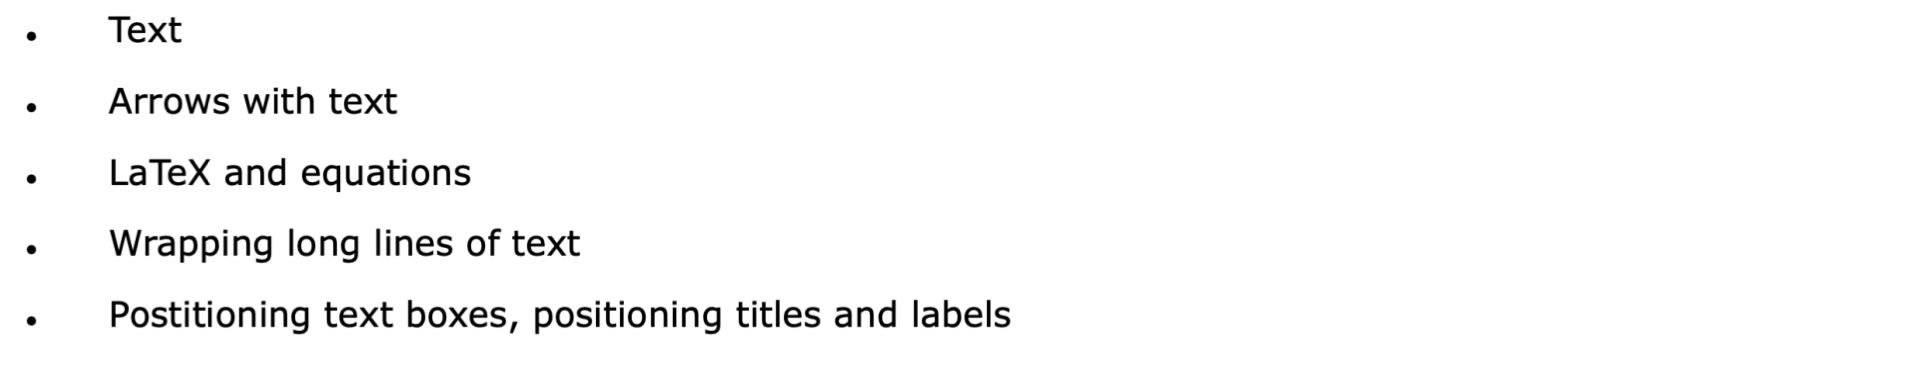 • Text
• Arrows with text
• LaTeX and equations
• Wrapping long lines of text
• Postitioning text boxes, positioning titles and labels